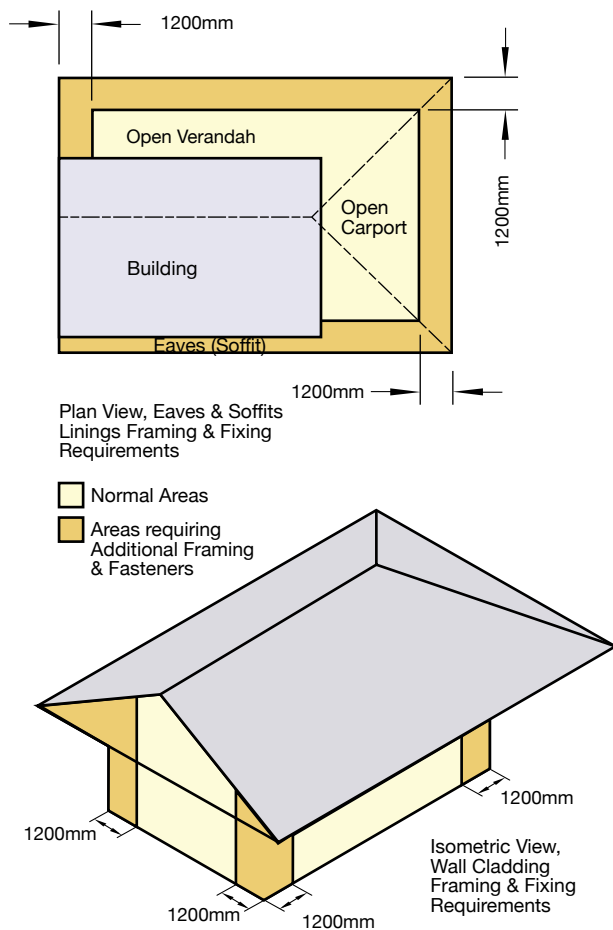 1200mm
Open Verandah
Open
Carport
1200mm
Building
Eaves (Soffit)
1200mm
Plan View, Eaves & Soffits
Linings Framing & Fixing
Requirements
Normal Areas
Areas requiring
Additional Framing
& Fasteners
1200mm
1200mm
1200mm
1200mm
Isometric View,
Wall Cladding
Framing & Fixing
Requirements